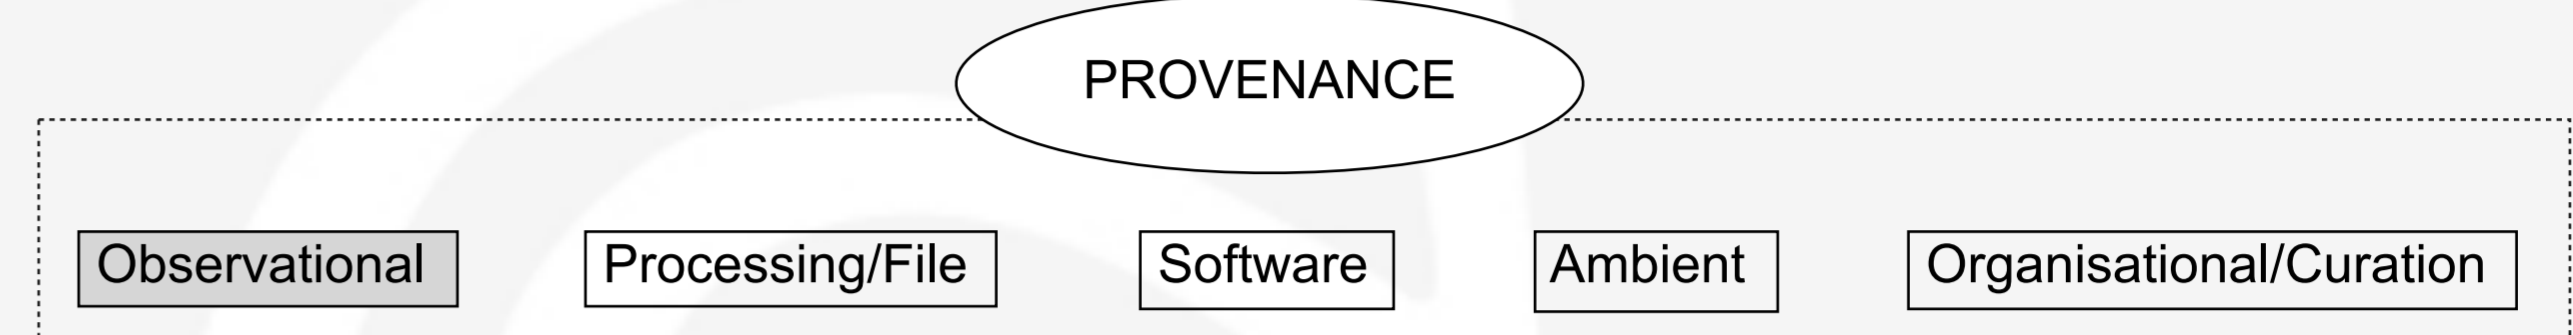 PROVENANCE
Observational
Processing/File
Software
Ambient
Organisational/Curation